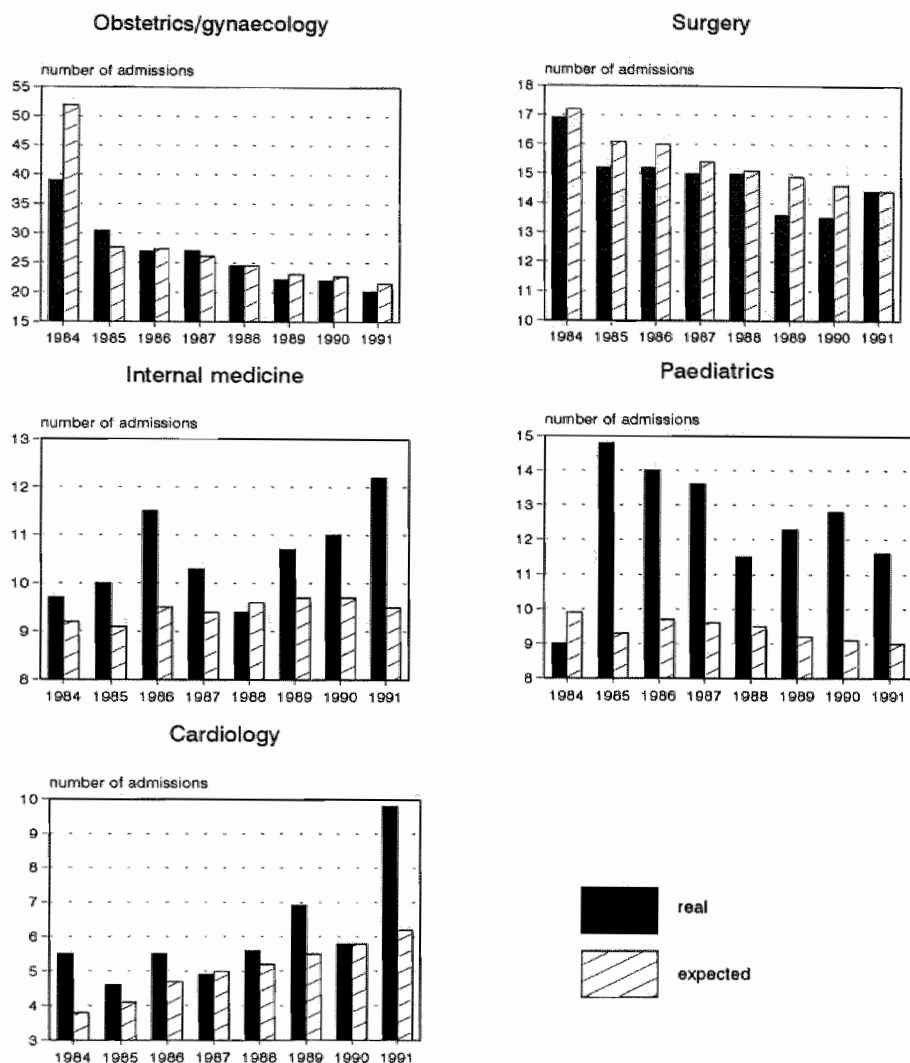 Obstetrics/gynaecology
number of admissions
55
50
45
40
35
30
25
20
15
1984 1985 1986 1987 1988 1989 1990 1991
Surgery
number of admissions
18
17
16
15
14
13
12
11
10
1984 1985 1986 1987 1988 1989 1990 1991
Internal medicine
number of admissions
13
12
11
10
9
8
1984 1985 1986 1987 1988 1989 1990 1991
Paediatrics
number of admissions
15
14
13
12
11
10
9
8
1984 1985 1986 1987 1988 1989 1990 1991
Cardiology
number of admissions
10
9
8
7
6
5
4
3
1984 1985 1986 1987 1988 1989 1990 1991
real
expected